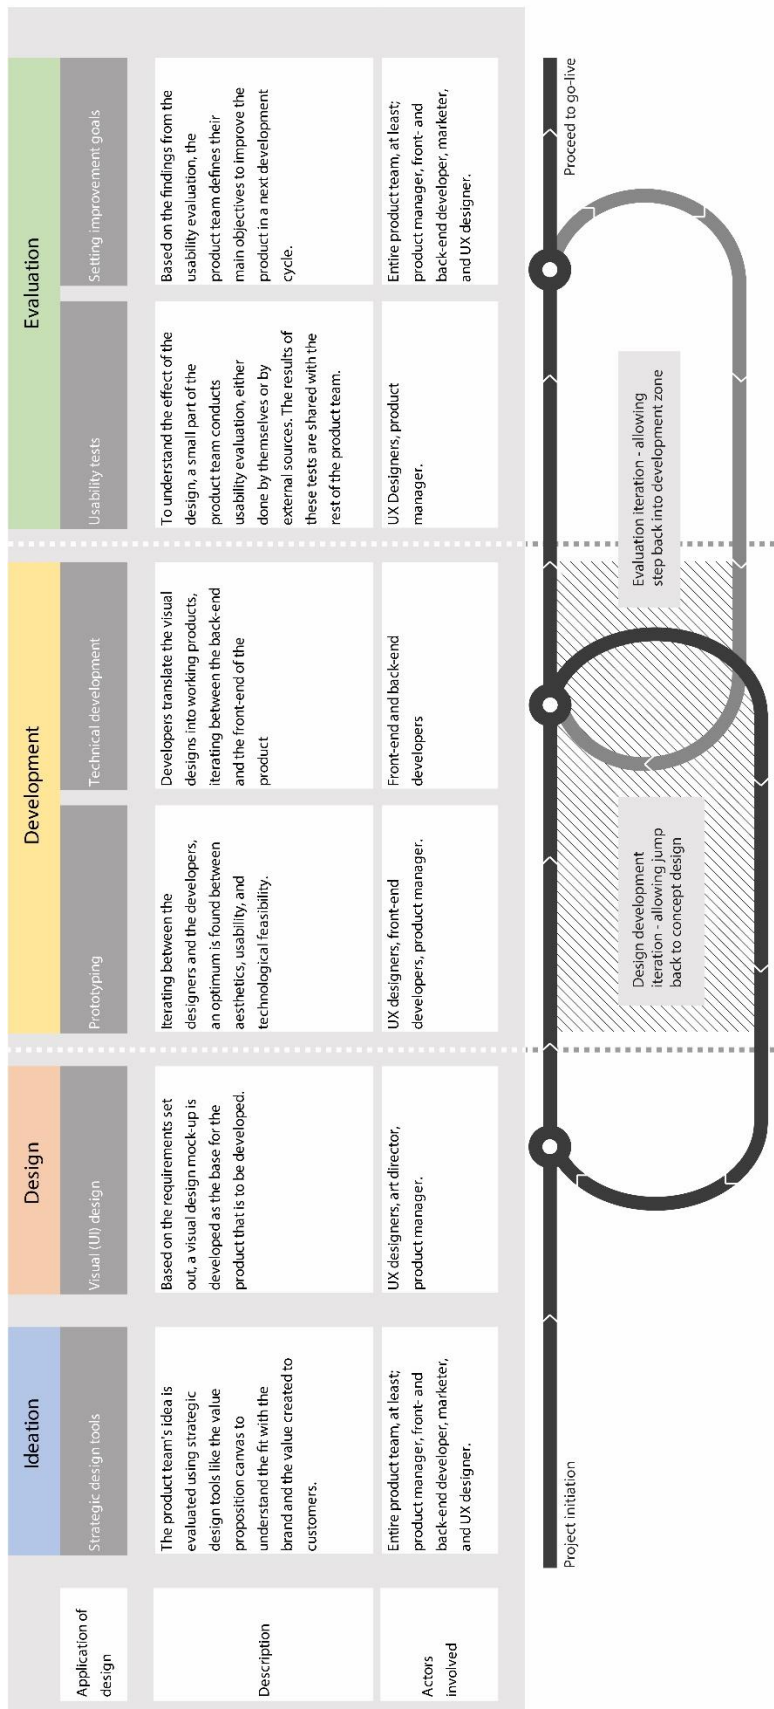 Ideation
Design
Development
Evaluation
Application of
design
Strategic design tools
Visual (UI) design
Prototyping
Technical development
Usability tests
Setting improvement goals
Description
The product team's idea is
evaluated using strategic
design tools like the value
proposition canvas to
understand the fit with the
brand and the value created to
customers.
Based on the requirements set
out, a visual design mock-up is
developed as the base for the
product that is to be developed.
Iterating between the
designers and the developers,
an optimum is found between
aesthetics, usability, and
technological feasibility.
Developers translate the visual
designs into working products,
iterating between the back-end
and the front-end of the
product
To understand the effect of the
design, a small part of the
product team conducts
usability evaluation, either
done by themselves or by
external sources. The results of
these tests are shared with the
rest of the product team.
Based on the findings from the
usability evaluation, the
product team defines their
main objectives to improve the
product in a next development
cycle.
Actors
involved
Entire product team, at least;
product manager, front- and
back-end developer, marketer,
and UX designer.
UX designers, art director,
product manager.
UX designers, front-end
developers, product manager.
Front-end and back-end
developers
UX Designers, product
manager.
Entire product team, at least;
product manager, front- and
back-end developer, marketer,
and UX designer.
Project initiation
Proceed to go-live
Design development
iteration - allowing jump
back to concept design
Evaluation iteration - allowing
step back into development zone